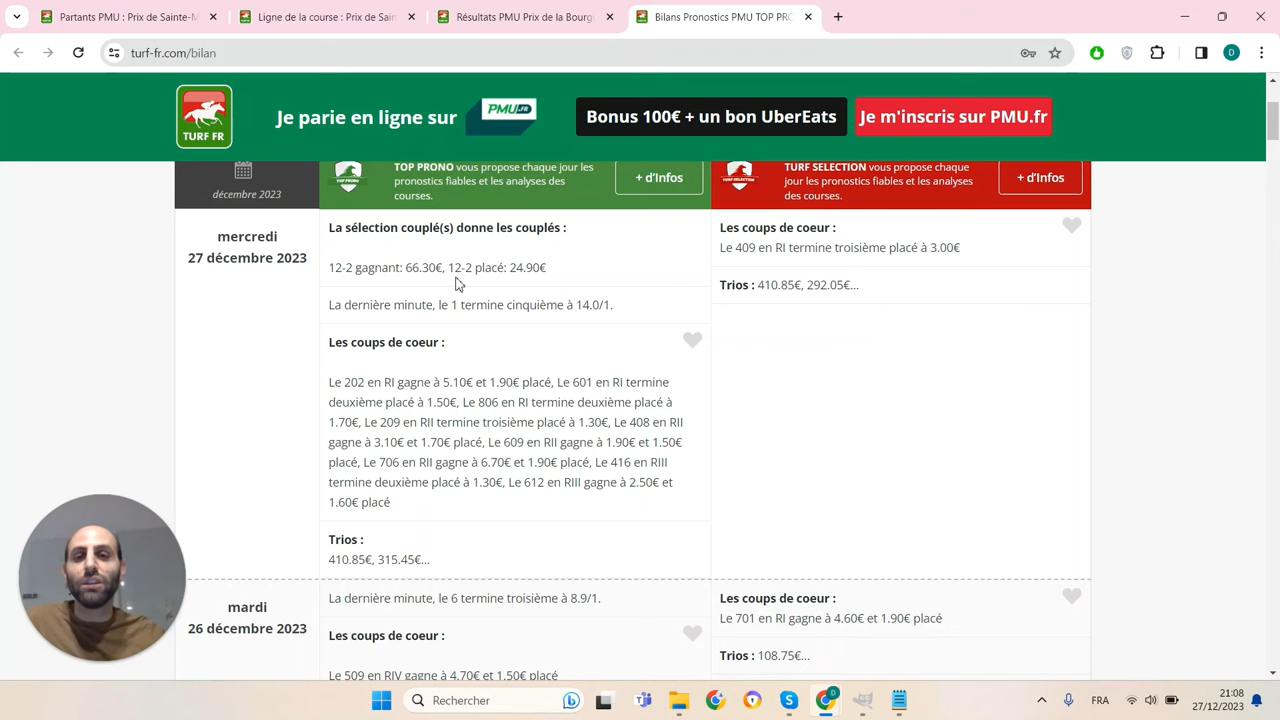 Partants PMU : Prix de Sainte-M
Ligne de la course : Prix de Sain
Résultats PMU Prix de la Bourg
Bilans Pronostics PMU TOP PRO
turf-fr.com/bilan
D
TURF FR
Je parie en ligne sur
PMU.FR
Bonus 100€ + un bon UberEats
Je m'inscris sur PMU.fr
décembre 2023
TOP PRONO
TOP PRONO vous propose chaque jour les
pronostics fiables et les analyses des
courses.
+ d'Infos
TURF SELECTION
TURF SELECTION vous propose chaque
jour les pronostics fiables et les analyses
des courses.
+ d'Infos
mercredi
27 décembre 2023
La sélection couplé(s) donne les couplés :
12-2 gagnant: 66.30€, 12-2 placé: 24.90€
La dernière minute, le 1 termine cinquième à 14.0/1.
Les coups de coeur :
Le 202 en RI gagne à 5.10€ et 1.90€ placé, Le 601 en RI termine
deuxième placé à 1.50€, Le 806 en RI termine deuxième placé à
1.70€, Le 209 en RII termine troisième placé à 1.30€, Le 408 en RII
gagne à 3.10€ et 1.70€ placé, Le 609 en RII gagne à 1.90€ et 1.50€
placé, Le 706 en RII gagne à 6.70€ et 1.90€ placé, Le 416 en RIII
termine deuxième placé à 1.30€, Le 612 en RIII gagne à 2.50€ et
1.60€ placé
Trios :
410.85€, 315.45€...
Les coups de coeur :
Le 409 en RI termine troisième placé à 3.00€
Trios : 410.85€, 292.05€...
mardi
26 décembre 2023
La dernière minute, le 6 termine troisième à 8.9/1.
Les coups de coeur :
Le 509 en RIV gagne à 4.70€ et 1.50€ placé
Les coups de coeur :
Le 701 en RI gagne à 4.60€ et 1.90€ placé
Trios : 108.75€...
Rechercher
FRA
21:08
27/12/2023